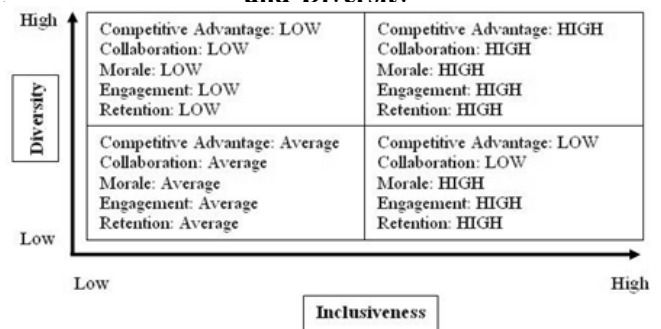 and Diversity
High
Competitive Advantage: LOW
Collaboration: LOW
Morale: LOW
Engagement: LOW
Retention: LOW
Competitive Advantage: HIGH
Collaboration: HIGH
Morale: HIGH
Engagement: HIGH
Retention: HIGH
Diversity
Competitive Advantage: Average
Collaboration: Average
Morale: Average
Engagement: Average
Retention: Average
Competitive Advantage: LOW
Collaboration: LOW
Morale: HIGH
Engagement: HIGH
Retention: HIGH
Low
Low
High
Inclusiveness